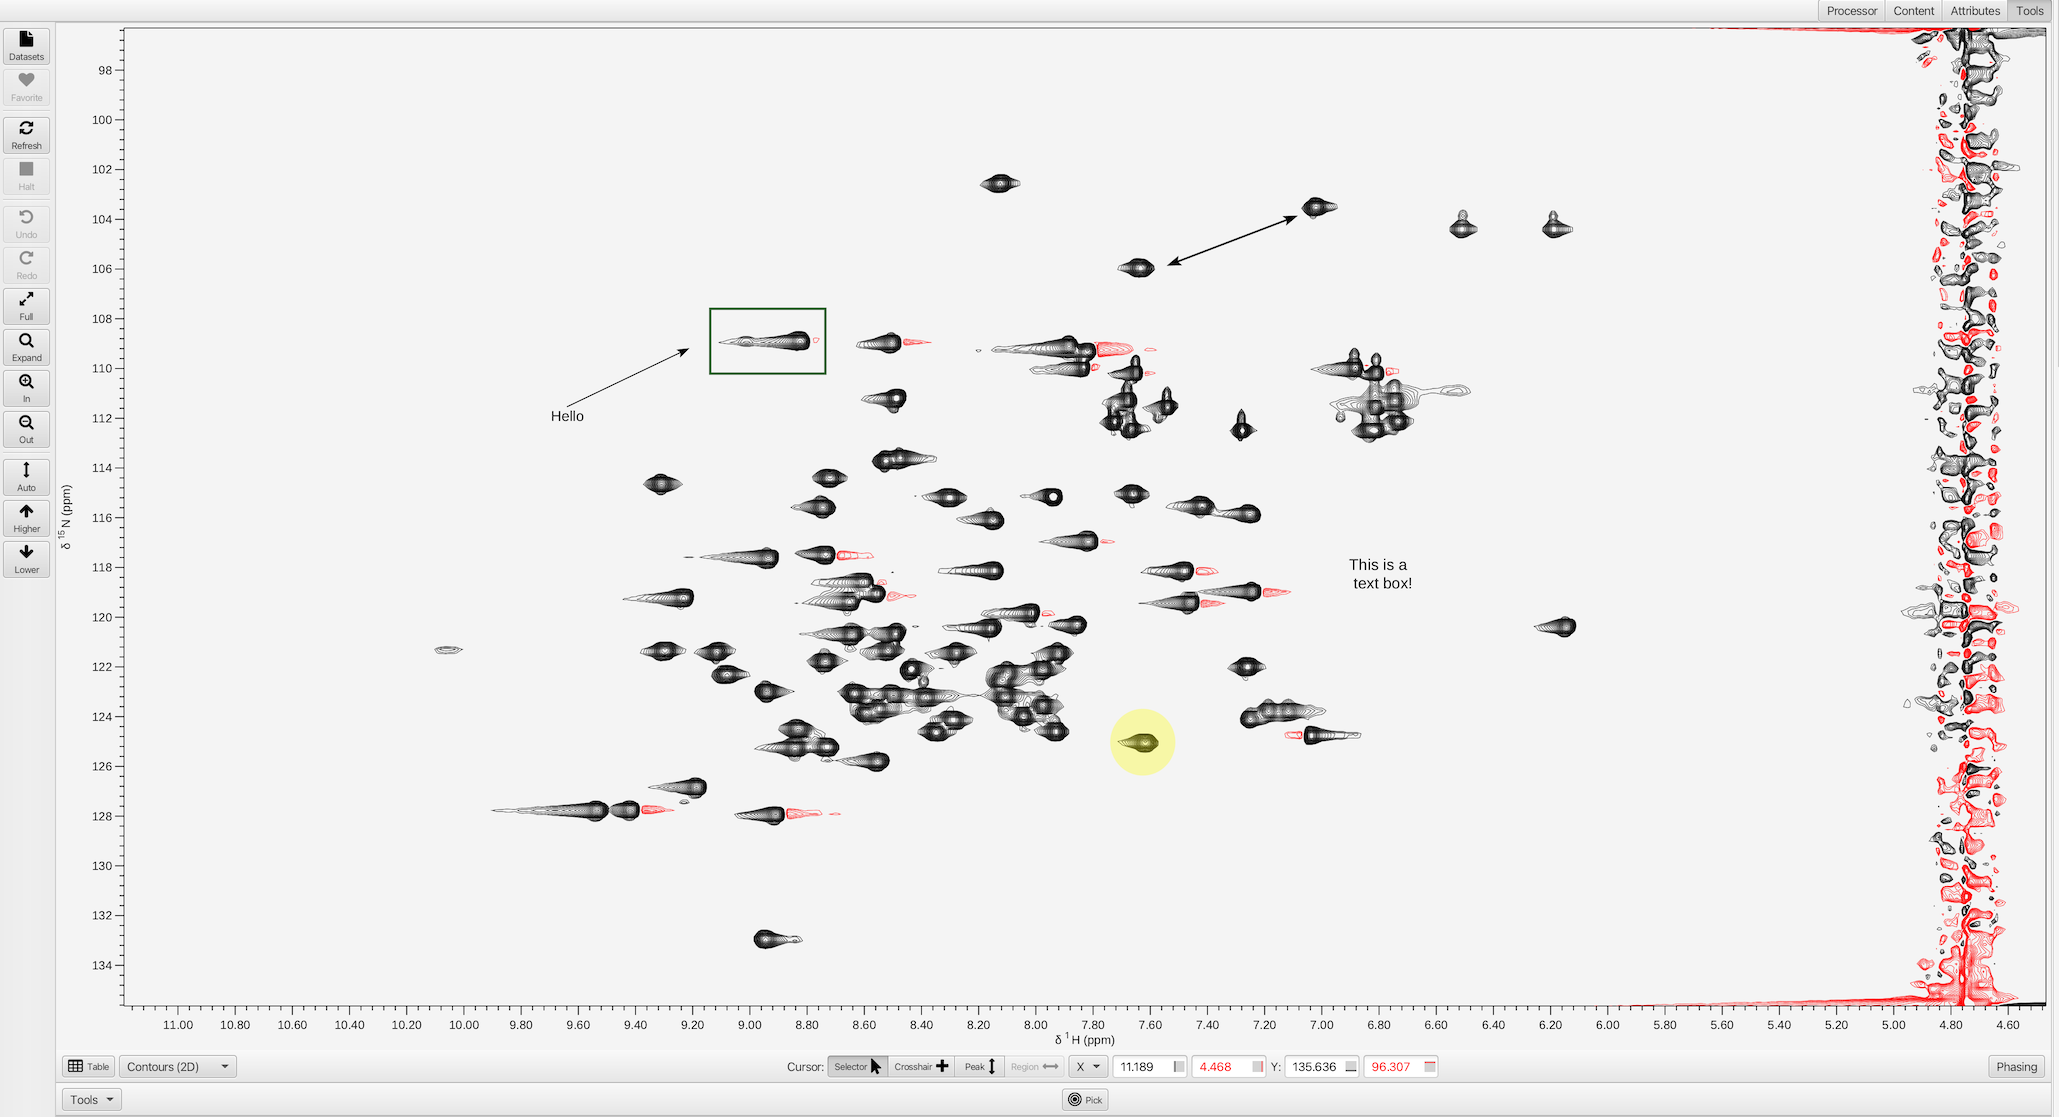 Processor Content Attributes Tools
Datasets
Favorite
Refresh
Halt
Undo
Redo
Full
Expand
In
Out
Auto
Higher
Lower
δ 15 N (ppm)
98
100
102
104
106
108
110
112
114
116
118
120
122
124
126
128
130
132
134
Hello
This is a
text box!
11.00 10.80 10.60 10.40 10.20 10.00 9.80 9.60 9.40 9.20 9.00 8.80 8.60 8.40 8.20 8.00 7.80 7.60 7.40 7.20 7.00 6.80 6.60 6.40 6.20 6.00 5.80 5.60 5.40 5.20 5.00 4.80 4.60
δ 1 H (ppm)
Table Contours (2D) Cursor: Selector Crosshair Peak Region X 11.189 4.468 Y: 135.636 96.307 Phasing
Tools Pick